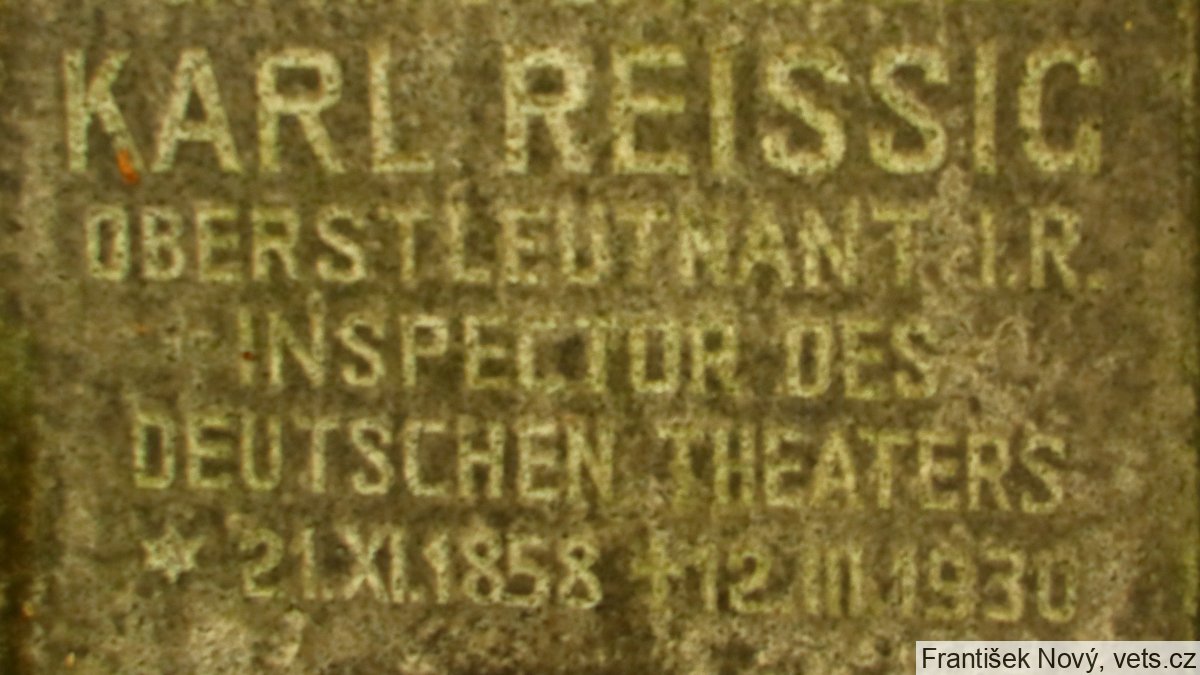 KARL REISSIG
OBERSTLEUTNANT I.R.
INSPECTOR DES
DEUTSCHEN THEATERS
* 21.XI.1858 † 12.III.1930
František Nový, vets.cz